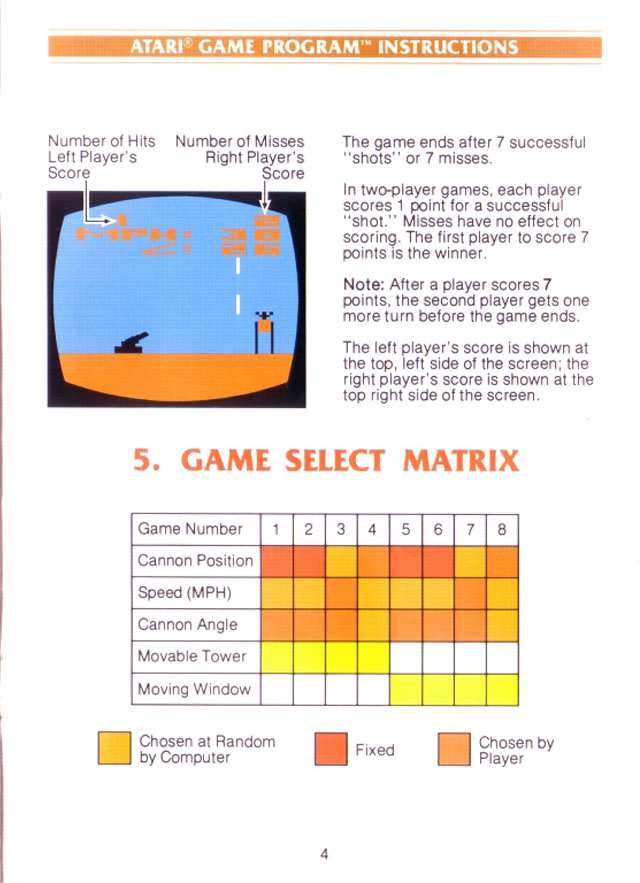 ATARI® GAME PROGRAM™ INSTRUCTIONS
Number of Hits
Left Player's
Score
Number of Misses
Right Player's
Score
MPH:
The game ends after 7 successful
"shots" or 7 misses.
In two-player games, each player
scores 1 point for a successful
"shot." Misses have no effect on
scoring. The first player to score 7
points is the winner.
Note: After a player scores 7
points, the second player gets one
more turn before the game ends.
The left player's score is shown at
the top, left side of the screen; the
right player's score is shown at the
top right side of the screen.
5. GAME SELECT MATRIX
Game Number 1 2 3 4 5 6 7 8
Cannon Position
Speed (MPH)
Cannon Angle
Movable Tower
Moving Window
Chosen at Random
by Computer
Fixed
Chosen by
Player
4